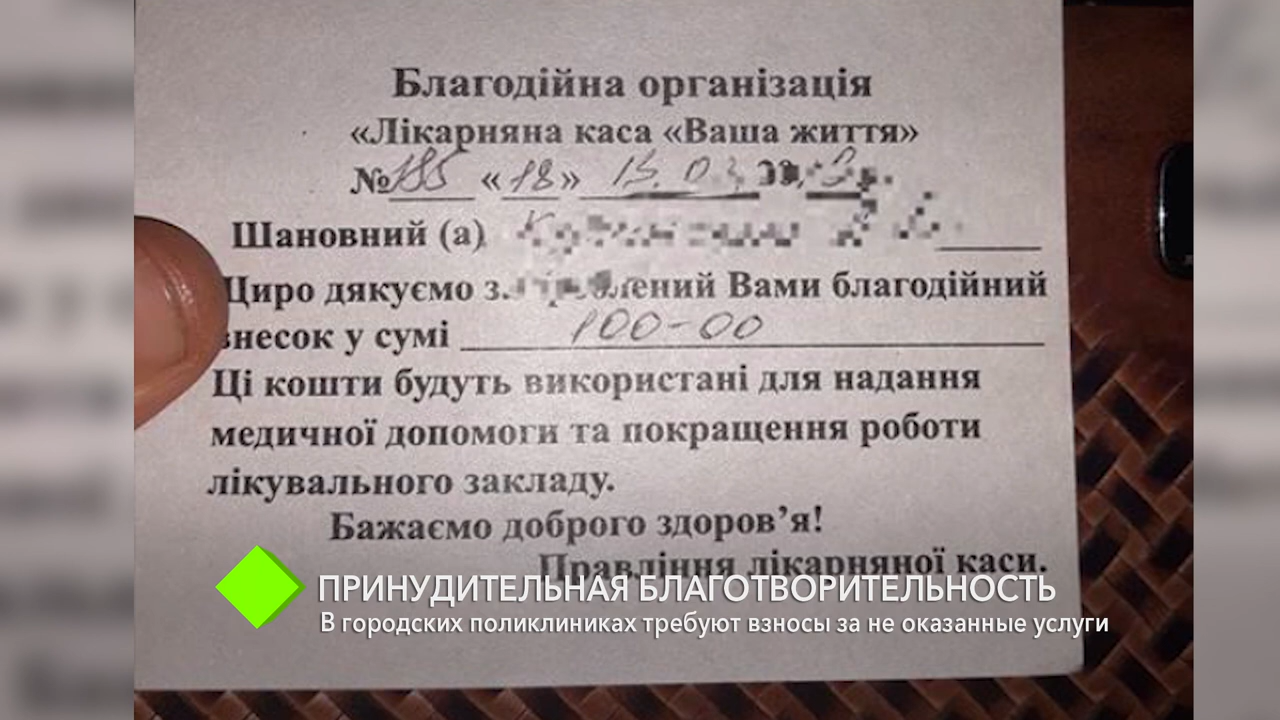 Благодійна організація
«Лікарняна каса «Ваша життя»
№ 185 « 18 » 15.03.
Шановний (а)
Щиро дякуємо Вами благодійний
внесок у сумі 100-00
Ці кошти будуть використані для надання
медичної допомоги та покращення роботи
лікувального закладу.
Бажаємо доброго здоров’я!
Правління лікарняної каси.
ПРИНУДИТЕЛЬНАЯ БЛАГОТВОРИТЕЛЬНОСТЬ
В городских поликлиниках требуют взносы за не оказанные услуги